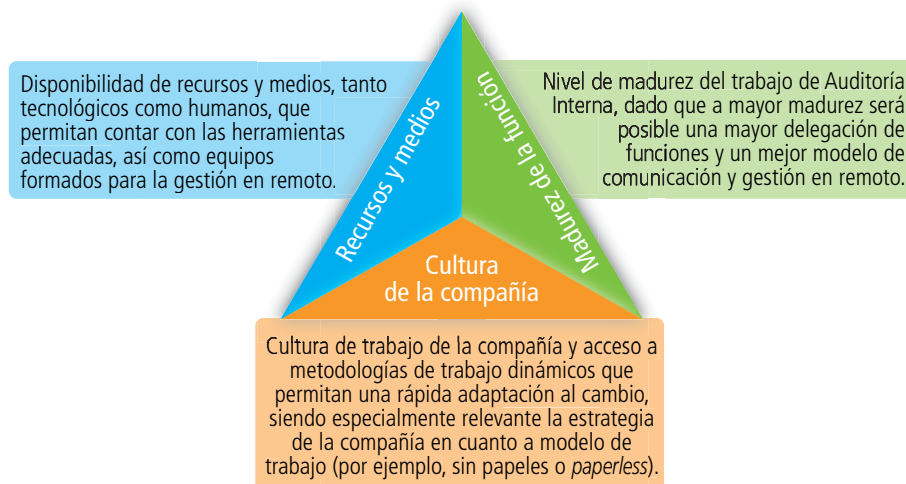 Disponibilidad de recursos y medios, tanto
tecnológicos como humanos, que
permitan contar con las herramientas
adecuadas, así como equipos
formados para la gestión en remoto.
Recursos y medios
Madurez de la función
Nivel de madurez del trabajo de Auditoría
Interna, dado que a mayor madurez será
posible una mayor delegación de
funciones y un mejor modelo de
comunicación y gestión en remoto.
Cultura
de la compañía
Cultura de trabajo de la compañía y acceso a
metodologías de trabajo dinámicos que
permitan una rápida adaptación al cambio,
siendo especialmente relevante la estrategia
de la compañía en cuanto a modelo de
trabajo (por ejemplo, sin papeles o paperless).